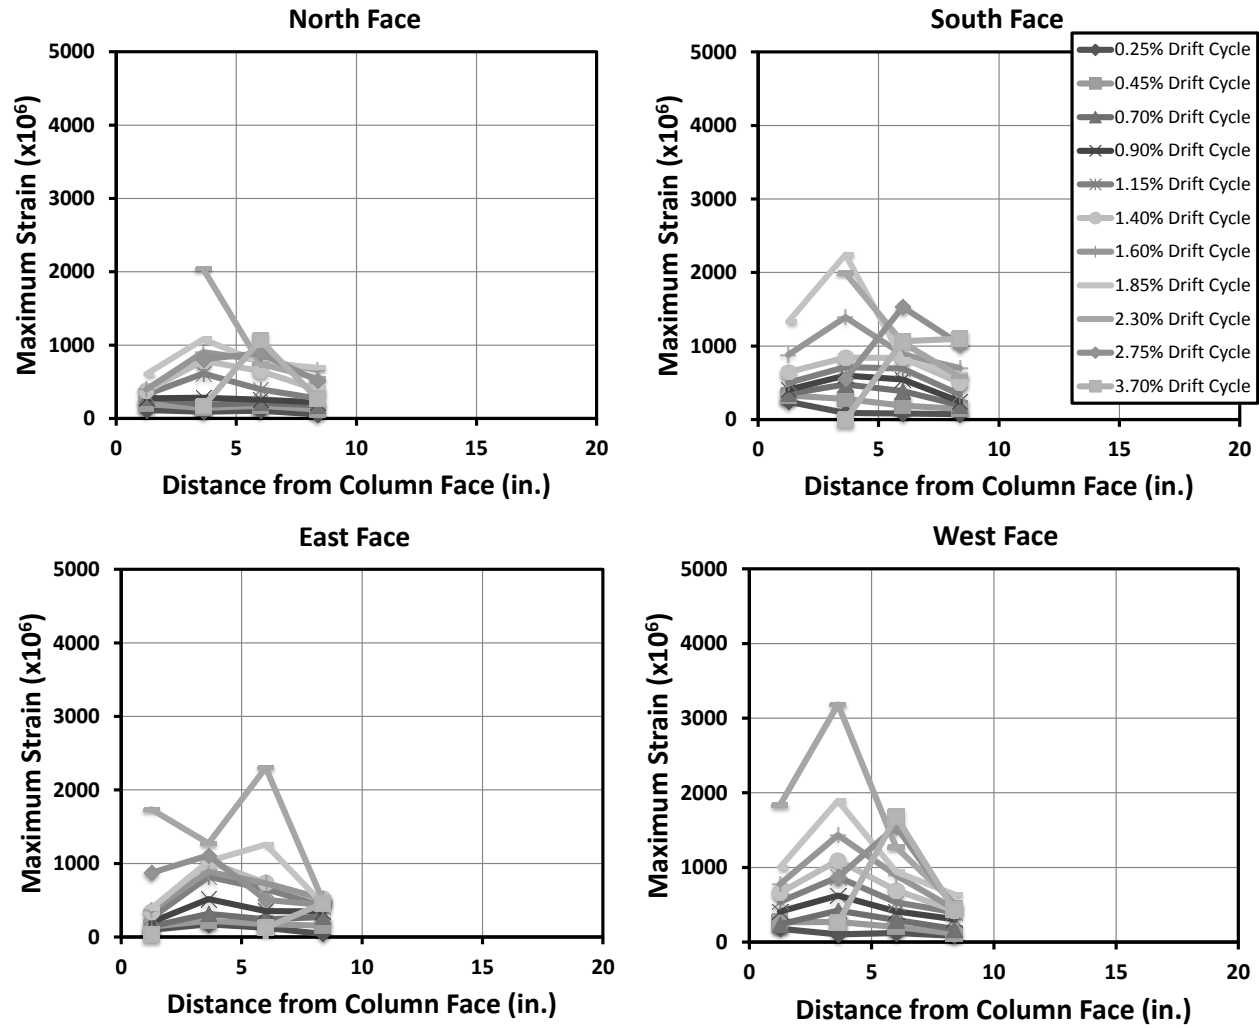 North Face
5000
4000
3000
2000
1000
0
0 5 10 15 20
Maximum Strain (x10⁶)
Distance from Column Face (in.)
South Face
5000
4000
3000
2000
1000
0
0 5 10 15 20
Maximum Strain (x10⁶)
Distance from Column Face (in.)
0.25% Drift Cycle
0.45% Drift Cycle
0.70% Drift Cycle
0.90% Drift Cycle
1.15% Drift Cycle
1.40% Drift Cycle
1.60% Drift Cycle
1.85% Drift Cycle
2.30% Drift Cycle
2.75% Drift Cycle
3.70% Drift Cycle
East Face
5000
4000
3000
2000
1000
0
0 5 10 15 20
Maximum Strain (x10⁶)
Distance from Column Face (in.)
West Face
5000
4000
3000
2000
1000
0
0 5 10 15 20
Maximum Strain (x10⁶)
Distance from Column Face (in.)